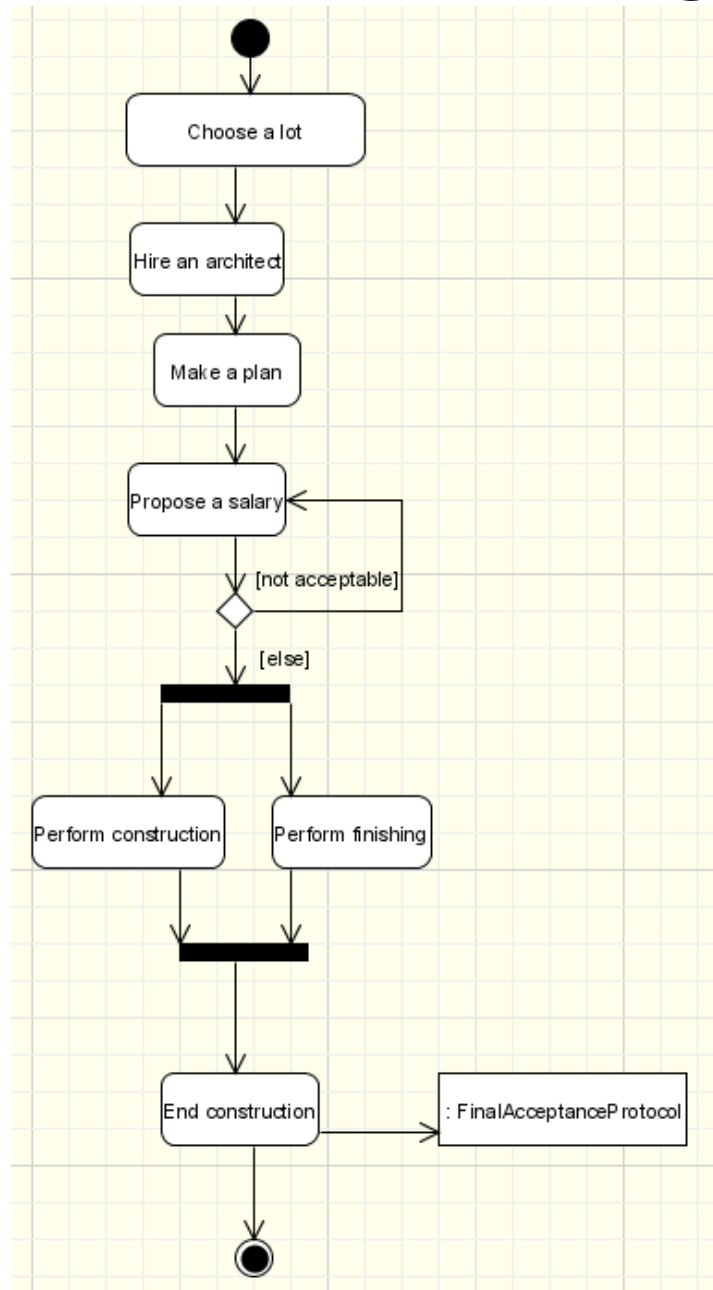 Choose a lot
Hire an architect
Make a plan
Propose a salary
[not acceptable]
[else]
Perform construction
Perform finishing
End construction
: FinalAcceptanceProtocol